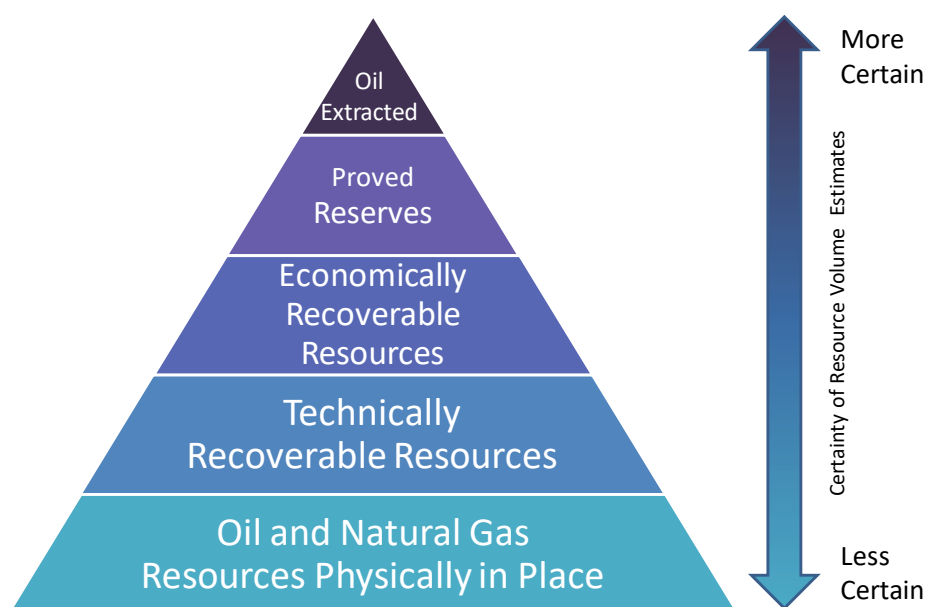 Oil
Extracted
Proved
Reserves
Economically
Recoverable
Resources
Technically
Recoverable Resources
Oil and Natural Gas
Resources Physically in Place
More
Certain
Certainty of Resource Volume Estimates
Less
Certain